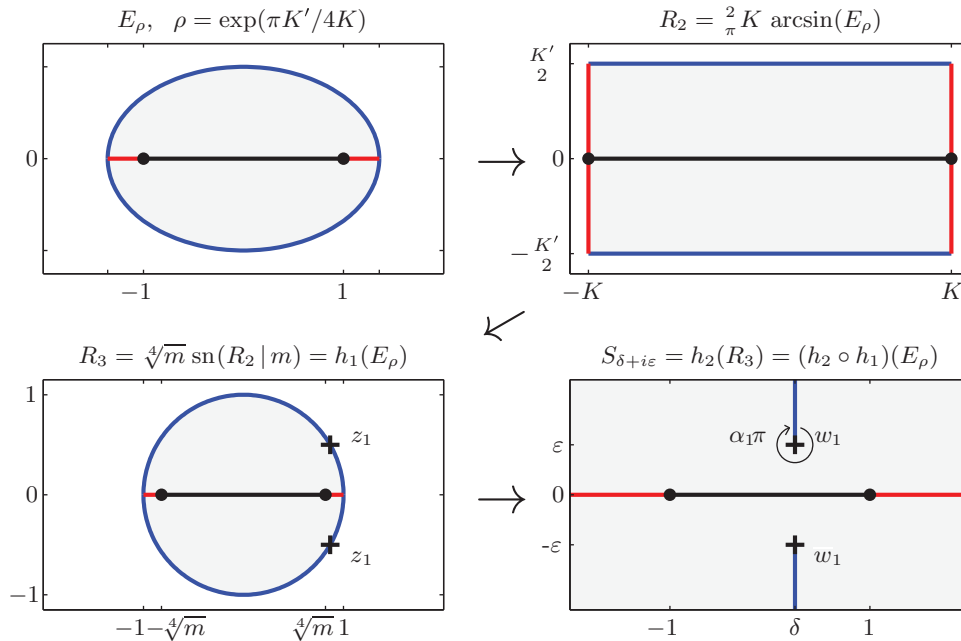 E_ρ, ρ = exp(πK′/4K)
0
−1
1
R_2 = 2/π K arcsin(E_ρ)
K′/2
0
−K′/2
−K
K
R_3 = ∜m sn(R_2 | m) = h_1(E_ρ)
1
0
−1
z_1
z_1
−1 −∜m
∜m 1
S_{δ+iε} = h_2(R_3) = (h_2 ∘ h_1)(E_ρ)
α_1π
w_1
ε
0
-ε
w_1
−1
δ
1